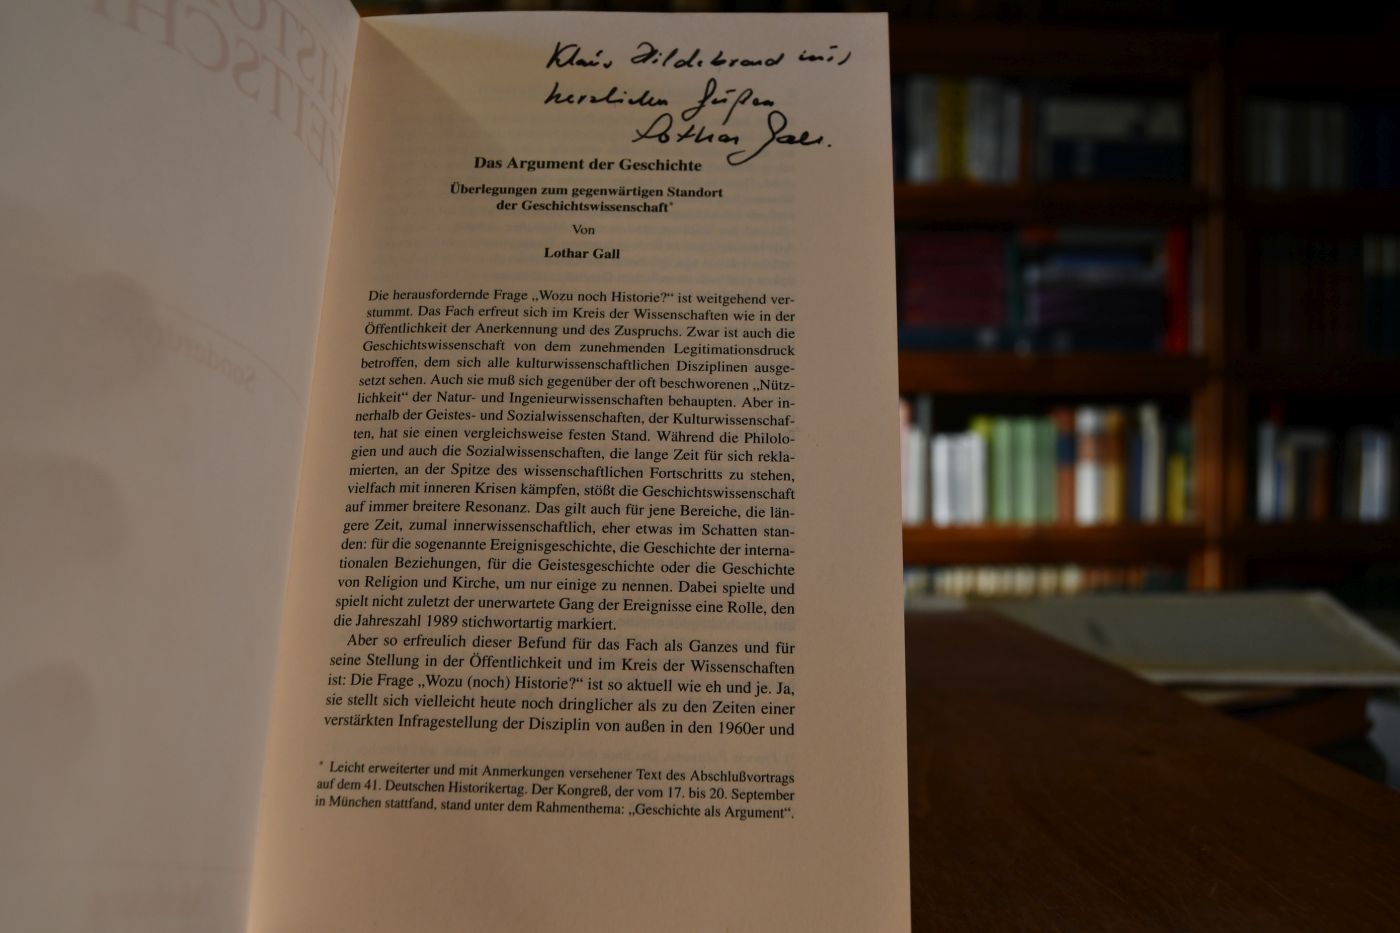 HISTO
ZEITSCH
Sonderdr
Klaus Hildebrand mit
herzlichen Grüßen
Lothar Gall.
Das Argument der Geschichte
Überlegungen zum gegenwärtigen Standort
der Geschichtswissenschaft*
Von
Lothar Gall
Die herausfordernde Frage „Wozu noch Historie?“ ist weitgehend ver-
stummt. Das Fach erfreut sich im Kreis der Wissenschaften wie in der
Öffentlichkeit der Anerkennung und des Zuspruchs. Zwar ist auch die
Geschichtswissenschaft von dem zunehmenden Legitimationsdruck
betroffen, dem sich alle kulturwissenschaftlichen Disziplinen ausge-
setzt sehen. Auch sie muß sich gegenüber der oft beschworenen „Nütz-
lichkeit“ der Natur- und Ingenieurwissenschaften behaupten. Aber in-
nerhalb der Geistes- und Sozialwissenschaften, der Kulturwissenschaf-
ten, hat sie einen vergleichsweise festen Stand. Während die Philolo-
gien und auch die Sozialwissenschaften, die lange Zeit für sich rekla-
mierten, an der Spitze des wissenschaftlichen Fortschritts zu stehen,
vielfach mit inneren Krisen kämpfen, stößt die Geschichtswissenschaft
auf immer breitere Resonanz. Das gilt auch für jene Bereiche, die län-
gere Zeit, zumal innerwissenschaftlich, eher etwas im Schatten stan-
den: für die sogenannte Ereignisgeschichte, die Geschichte der interna-
tionalen Beziehungen, für die Geistesgeschichte oder die Geschichte
von Religion und Kirche, um nur einige zu nennen. Dabei spielte und
spielt nicht zuletzt der unerwartete Gang der Ereignisse eine Rolle, den
die Jahreszahl 1989 stichwortartig markiert.
Aber so erfreulich dieser Befund für das Fach als Ganzes und für
seine Stellung in der Öffentlichkeit und im Kreis der Wissenschaften
ist: Die Frage „Wozu (noch) Historie?“ ist so aktuell wie eh und je. Ja,
sie stellt sich vielleicht heute noch dringlicher als zu den Zeiten einer
verstärkten Infragestellung der Disziplin von außen in den 1960er und
* Leicht erweiterter und mit Anmerkungen versehener Text des Abschlußvortrags
auf dem 41. Deutschen Historikertag. Der Kongreß, der vom 17. bis 20. September
in München stattfand, stand unter dem Rahmenthema: „Geschichte als Argument“.